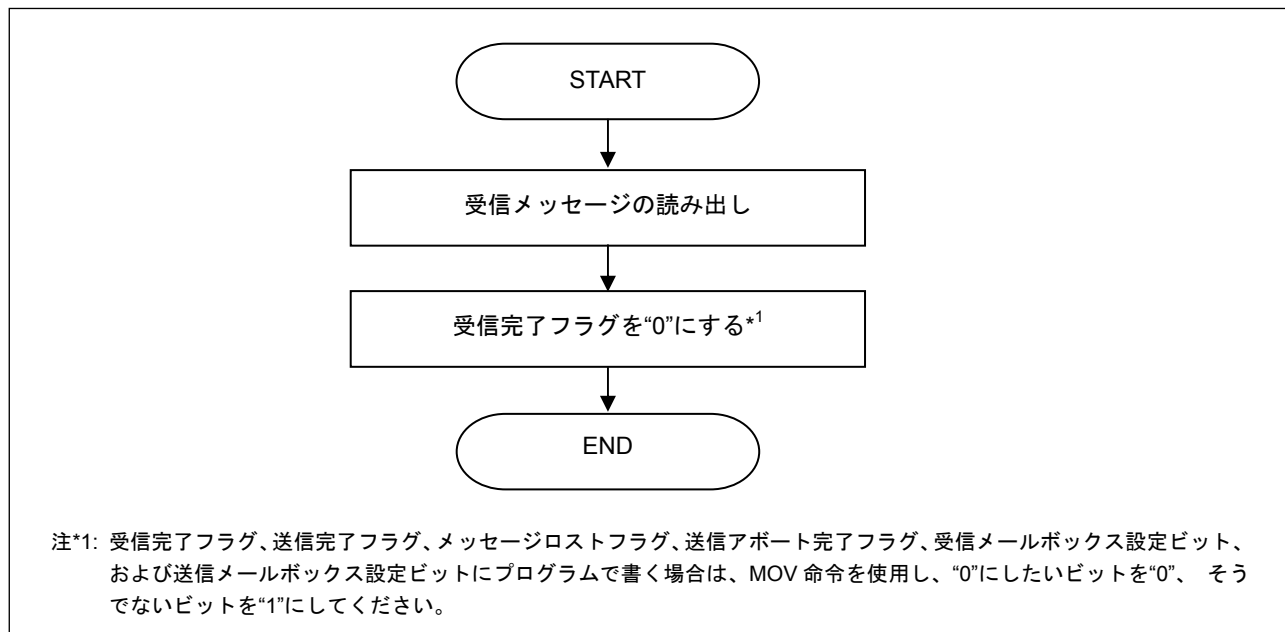 START
受信メッセージの読み出し
受信完了フラグを“0”にする*1
END
注*1: 受信完了フラグ、送信完了フラグ、メッセージロストフラグ、送信アボート完了フラグ、受信メールボックス設定ビット、
および送信メールボックス設定ビットにプログラムで書く場合は、MOV 命令を使用し、“0”にしたいビットを“0”、 そう
でないビットを“1”にしてください。